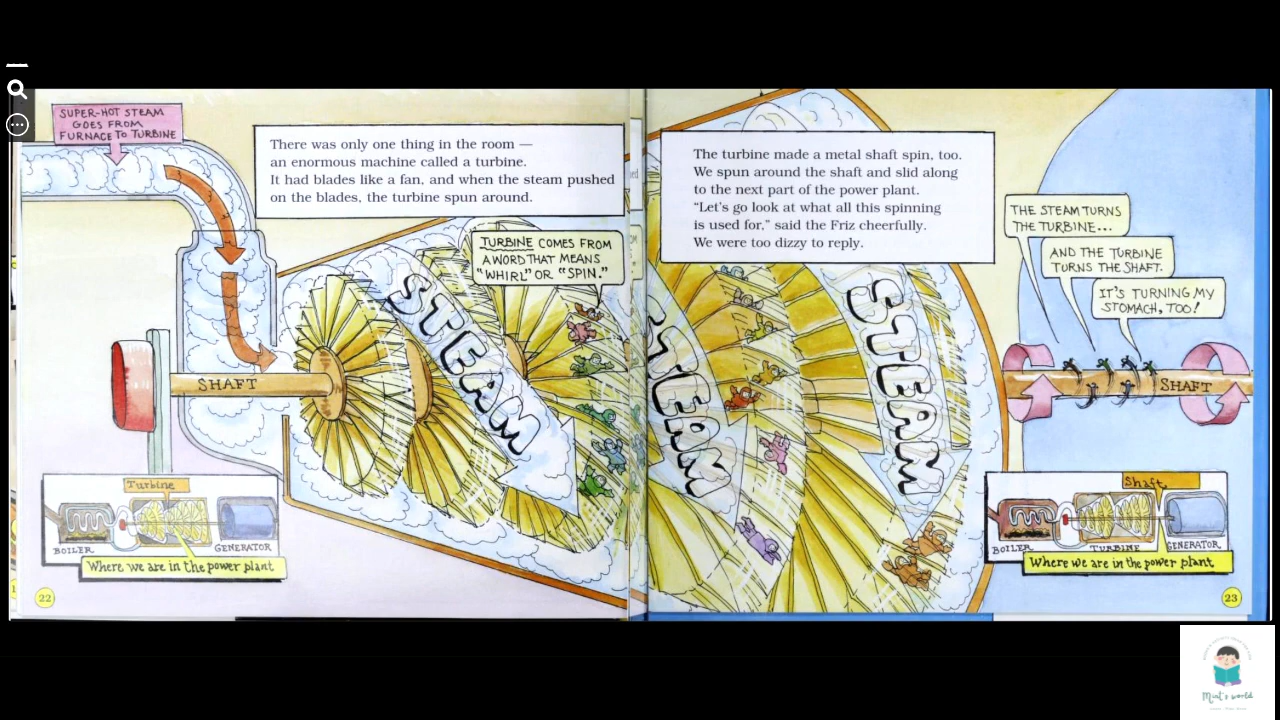 SUPER-HOT STEAM
GOES FROM
FURNACE TO TURBINE
There was only one thing in the room —
an enormous machine called a turbine.
It had blades like a fan, and when the steam pushed
on the blades, the turbine spun around.
TURBINE COMES FROM
A WORD THAT MEANS
"WHIRL" OR "SPIN."
STEAM
SHAFT
Turbine
BOILER
GENERATOR
Where we are in the power plant
22
The turbine made a metal shaft spin, too.
We spun around the shaft and slid along
to the next part of the power plant.
"Let's go look at what all this spinning
is used for," said the Friz cheerfully.
We were too dizzy to reply.
THE STEAM TURNS
THE TURBINE...
AND THE TURBINE
TURNS THE SHAFT.
IT'S TURNING MY
STOMACH, TOO!
STEAM
STEAM
SHAFT
Shaft
BOILER
TURBINE
GENERATOR
Where we are in the power plant
23
Mint's world